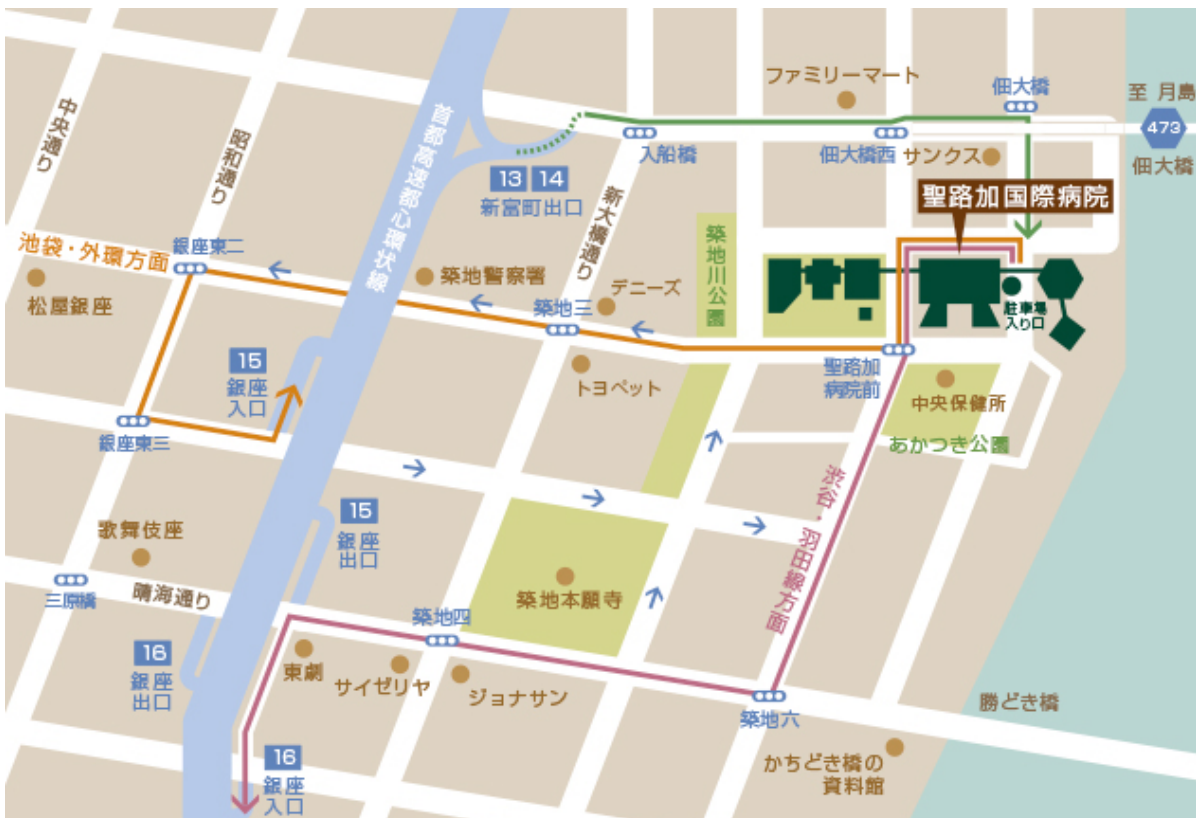 ファミリーマート
佃大橋
至 月島
473
佃大橋
入船橋
佃大橋西
サンクス
中央通り
昭和通り
首都高速都心環状線
13 14
新富町出口
新大橋通り
聖路加国際病院
池袋・外環方面
銀座東二
築地警察署
築地三
デニーズ
築地川公園
駐車場
入り口
松屋銀座
15
銀座
入口
トヨペット
聖路加
病院前
中央保健所
あかつき公園
銀座東三
渋谷・羽田線方面
歌舞伎座
15
銀座
出口
三原橋
晴海通り
築地本願寺
築地四
16
銀座
出口
東劇
サイゼリヤ
ジョナサン
築地六
勝どき橋
16
銀座
入口
かちどき橋の
資料館